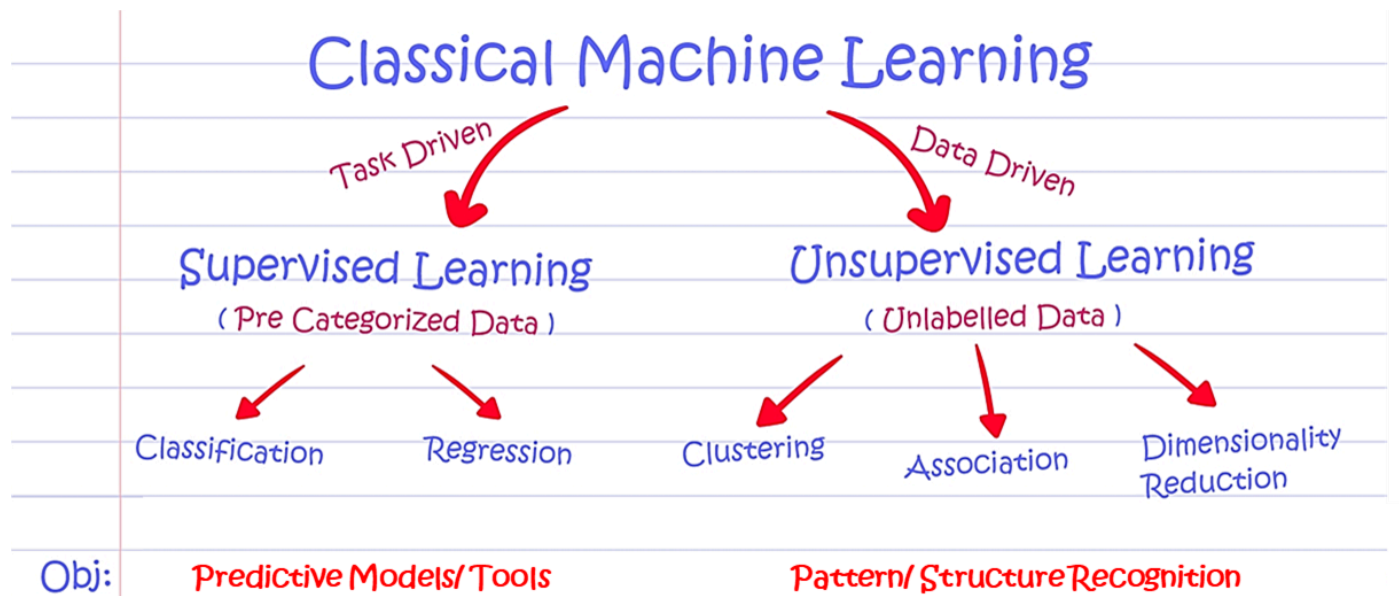 Classical Machine Learning
Task Driven
Data Driven
Supervised Learning
Unsupervised Learning
( Pre Categorized Data )
( Unlabelled Data )
Classification
Regression
Clustering
Association
Dimensionality
Reduction
Obj:
Predictive Models/ Tools
Pattern/ Structure Recognition